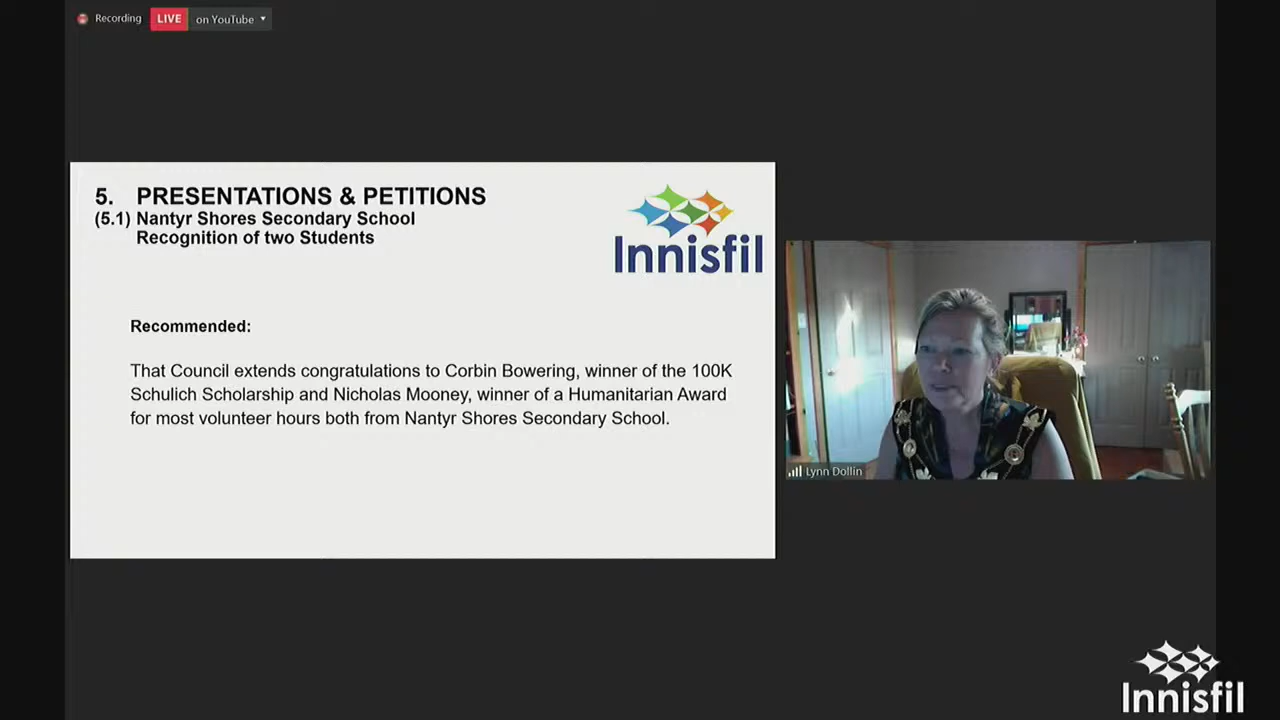 Recording
LIVE on YouTube
5. PRESENTATIONS & PETITIONS
(5.1) Nantyr Shores Secondary School
Recognition of two Students
Innisfil
Recommended:
That Council extends congratulations to Corbin Bowering, winner of the 100K
Schulich Scholarship and Nicholas Mooney, winner of a Humanitarian Award
for most volunteer hours both from Nantyr Shores Secondary School.
Lynn Dollin
Innisfil